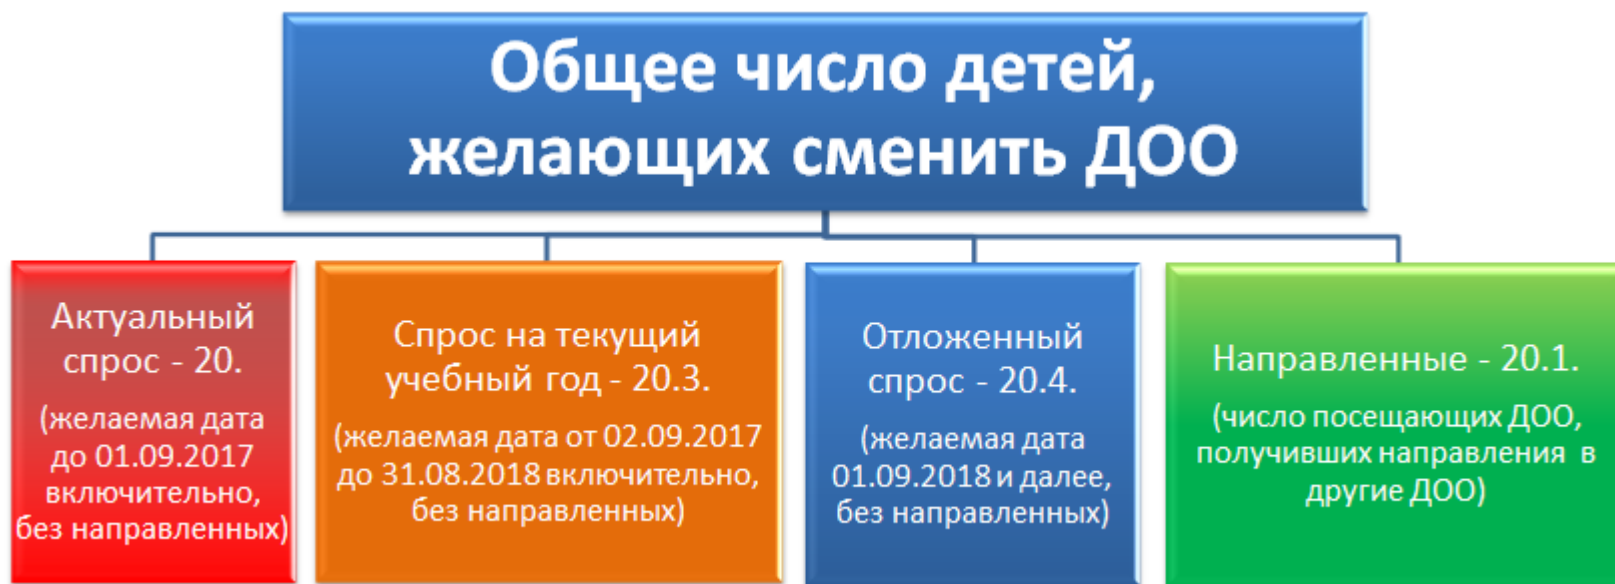 Общее число детей,
желающих сменить ДОО
Актуальный
спрос - 20.
(желаемая дата
до 01.09.2017
включительно,
без направленных)
Спрос на текущий
учебный год - 20.3.
(желаемая дата от 02.09.2017
до 31.08.2018 включительно,
без направленных)
Отложенный
спрос - 20.4.
(желаемая дата
01.09.2018 и далее,
без направленных)
Направленные - 20.1.
(число посещающих ДОО,
получивших направления в
другие ДОО)